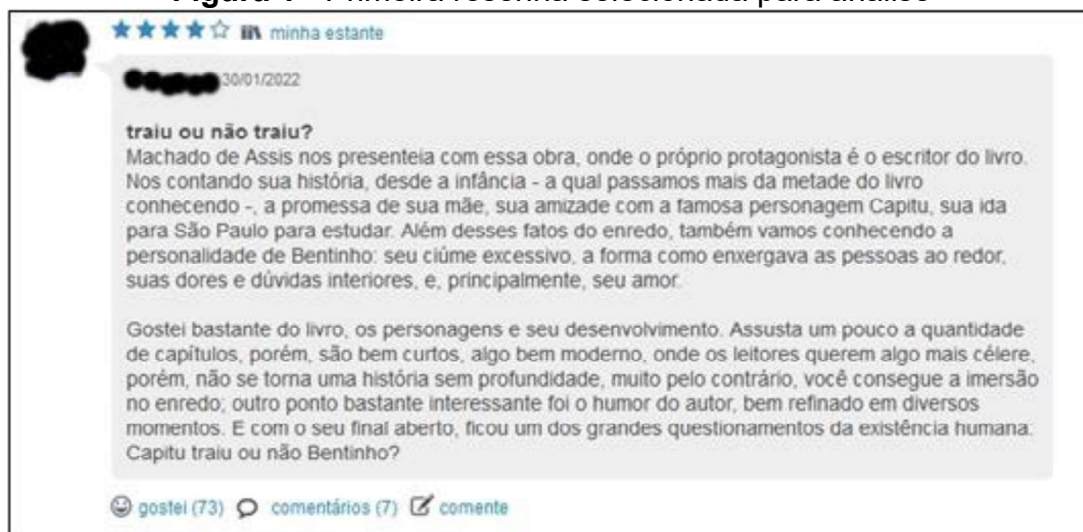 minha estante
30/01/2022
traiu ou não traiu?
Machado de Assis nos presenteia com essa obra, onde o próprio protagonista é o escritor do livro.
Nos contando sua história, desde a infância - a qual passamos mais da metade do livro
conhecendo -, a promessa de sua mãe, sua amizade com a famosa personagem Capitu, sua ida
para São Paulo para estudar. Além desses fatos do enredo, também vamos conhecendo a
personalidade de Bentinho: seu ciúme excessivo, a forma como enxergava as pessoas ao redor,
suas dores e dúvidas interiores, e, principalmente, seu amor.
Gostei bastante do livro, os personagens e seu desenvolvimento. Assusta um pouco a quantidade
de capítulos, porém, são bem curtos, algo bem moderno, onde os leitores querem algo mais célere,
porém, não se torna uma história sem profundidade, muito pelo contrário, você consegue a imersão
no enredo; outro ponto bastante interessante foi o humor do autor, bem refinado em diversos
momentos. E com o seu final aberto, ficou um dos grandes questionamentos da existência humana:
Capitu traiu ou não Bentinho?
gostei (73) comentários (7) comente